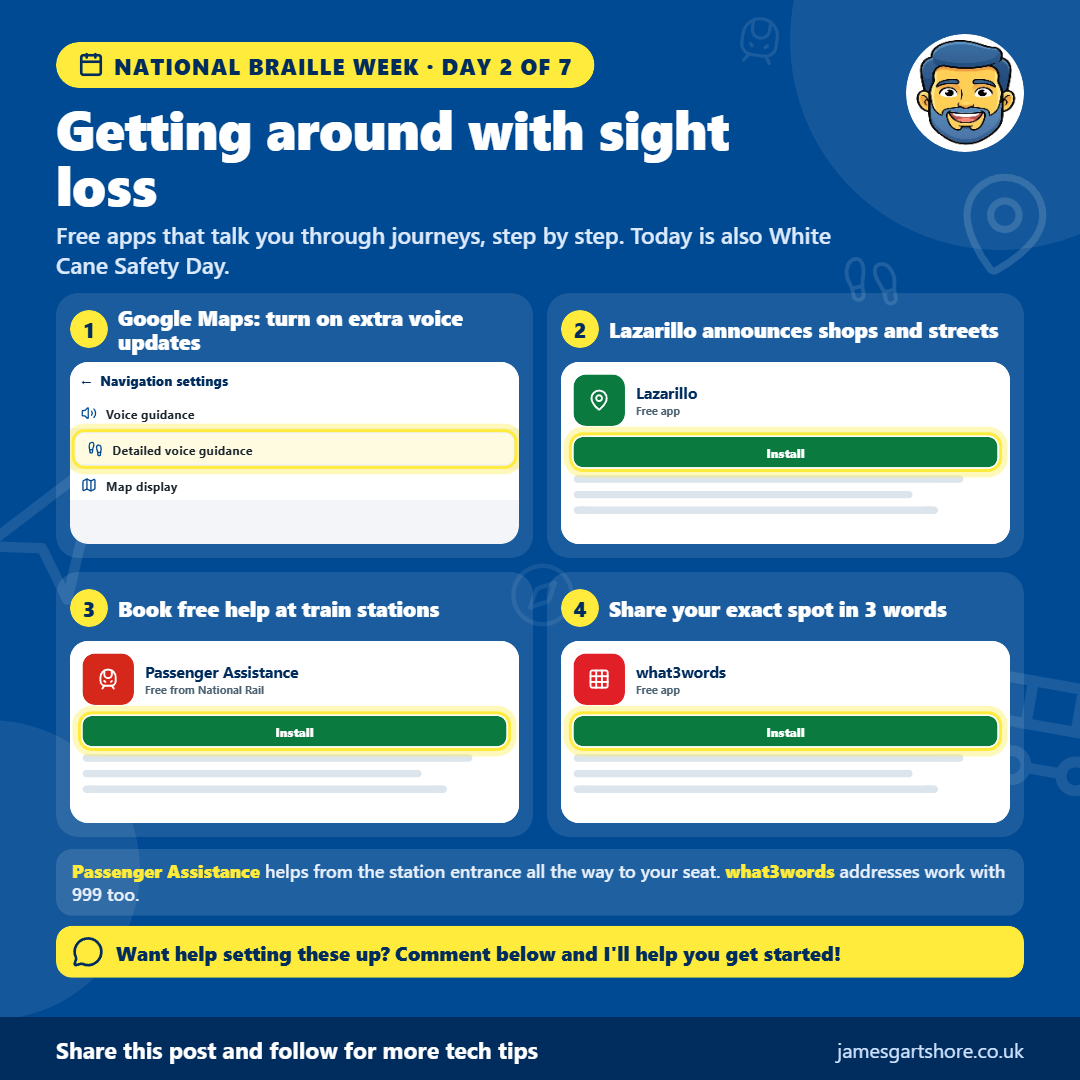 NATIONAL BRAILLE WEEK · DAY 2 OF 7
Getting around with sight
loss
Free apps that talk you through journeys, step by step. Today is also White
Cane Safety Day.
1
Google Maps: turn on extra voice
updates
← Navigation settings
Voice guidance
Detailed voice guidance
Map display
2
Lazarillo announces shops and streets
Lazarillo
Free app
Install
3
Book free help at train stations
Passenger Assistance
Free from National Rail
Install
4
Share your exact spot in 3 words
what3words
Free app
Install
Passenger Assistance helps from the station entrance all the way to your seat. what3words addresses work with
999 too.
Want help setting these up? Comment below and I'll help you get started!
Share this post and follow for more tech tips
jamesgartshore.co.uk